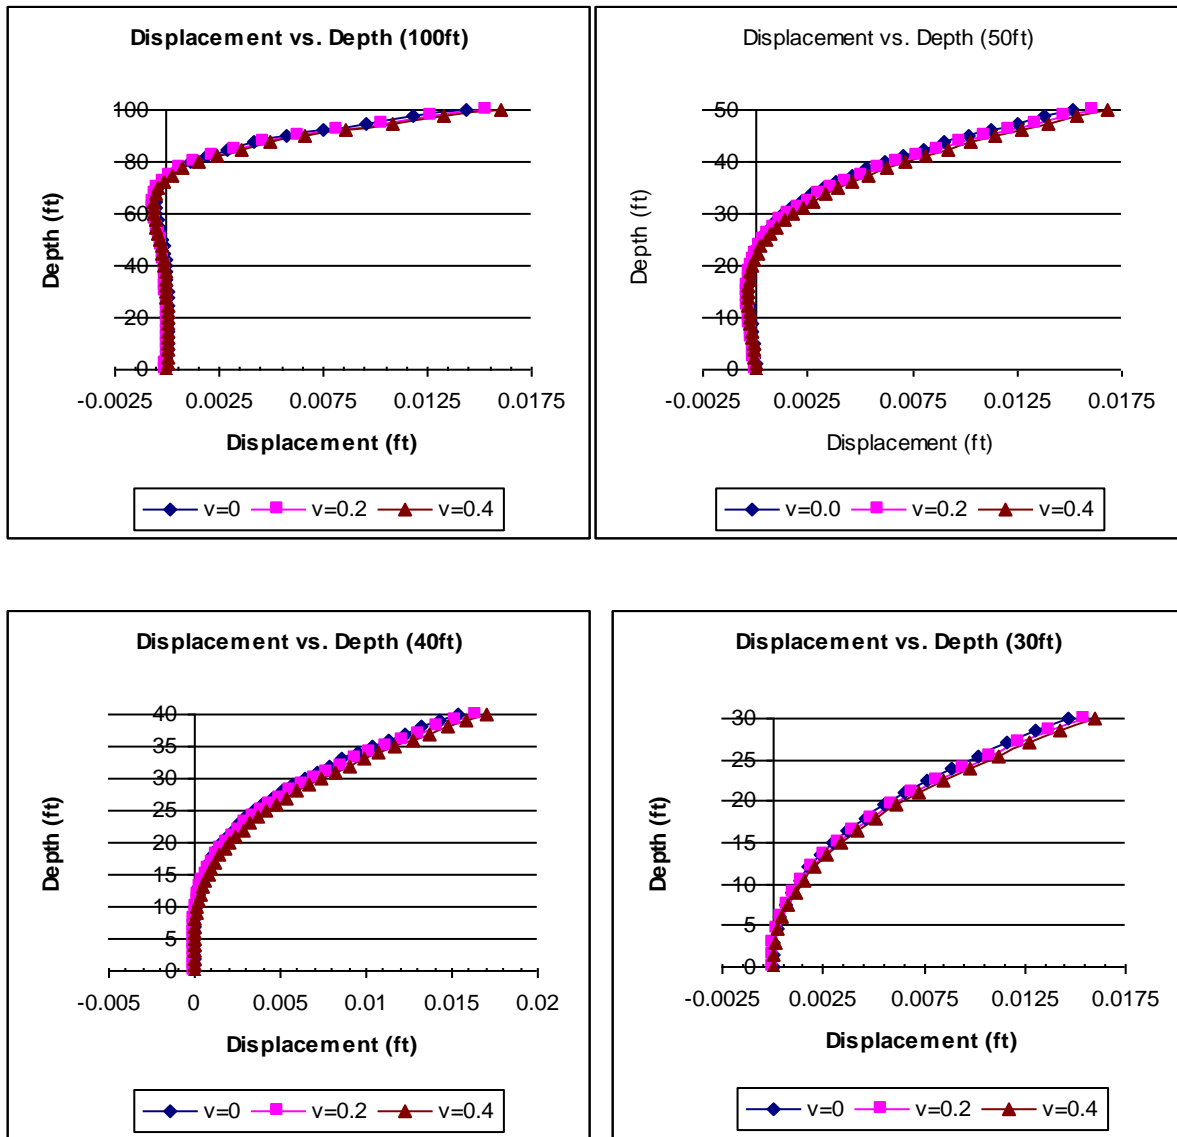 Displacement vs. Depth (100ft)
100
80
60
40
20
0
Depth (ft)
-0.0025 0.0025 0.0075 0.0125 0.0175
Displacement (ft)
v=0 v=0.2 v=0.4
Displacement vs. Depth (50ft)
50
40
30
20
10
0
Depth (ft)
-0.0025 0.0025 0.0075 0.0125 0.0175
Displacement (ft)
v=0.0 v=0.2 v=0.4
Displacement vs. Depth (40ft)
40
35
30
25
20
15
10
5
0
Depth (ft)
-0.005 0 0.005 0.01 0.015 0.02
Displacement (ft)
v=0 v=0.2 v=0.4
Displacement vs. Depth (30ft)
30
25
20
15
10
5
0
Depth (ft)
-0.0025 0.0025 0.0075 0.0125 0.0175
Displacement (ft)
v=0 v=0.2 v=0.4